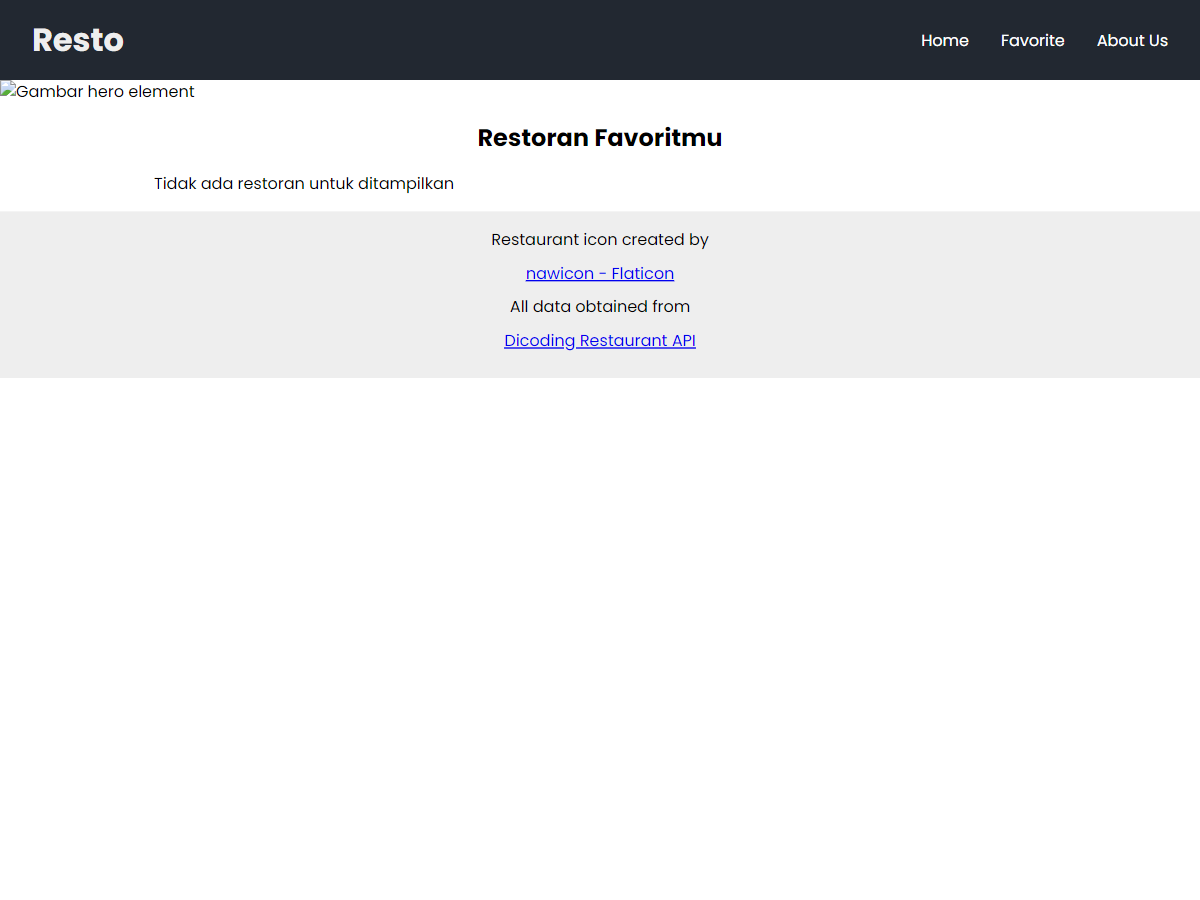 Resto
Home Favorite About Us
Gambar hero element
Restoran Favoritmu
Tidak ada restoran untuk ditampilkan
Restaurant icon created by
nawicon - Flaticon
All data obtained from
Dicoding Restaurant API